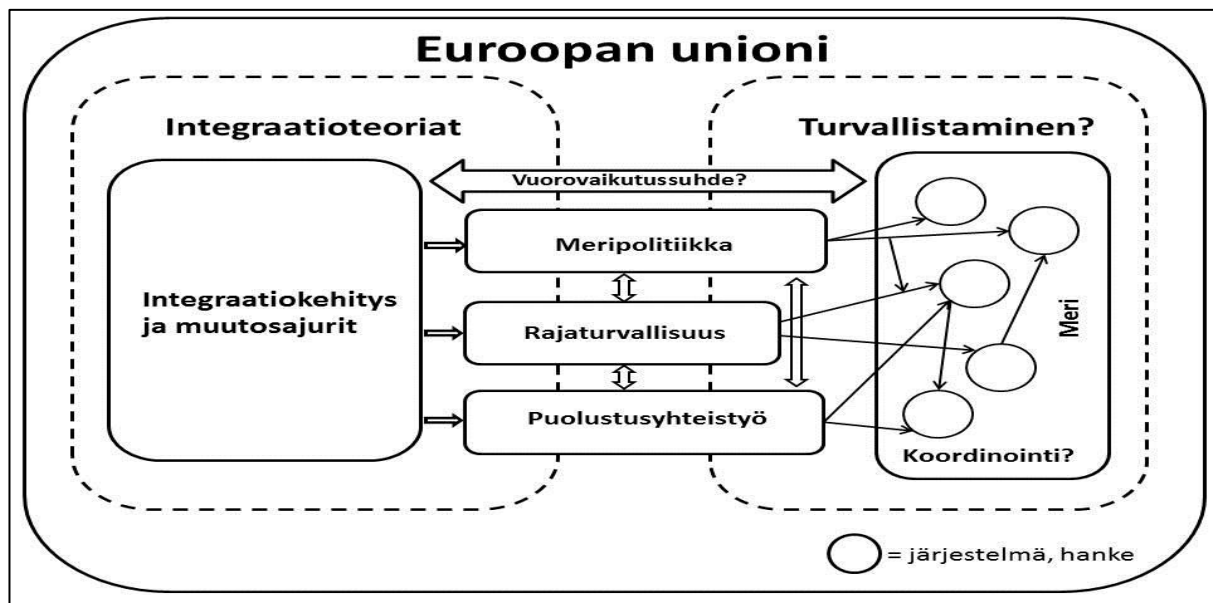 Euroopan unioni
Integraatioteoriat
Turvallistaminen?
Vuorovaikutussuhde?
Integraatiokehitys
ja muutosajurit
Meripolitiikka
Rajaturvallisuus
Puolustusyhteistyö
Meri
Koordinointi?
= järjestelmä, hanke